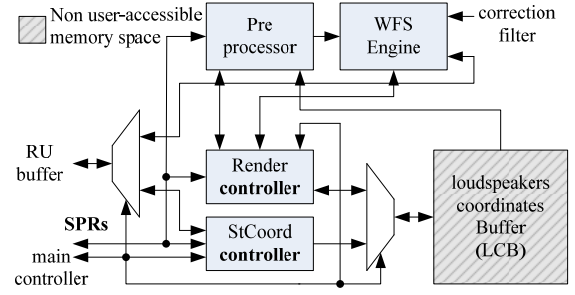 Non user-accessible
memory space
Pre
processor
WFS
Engine
correction
filter
RU
buffer
Render
controller
loudspeakers
coordinates
Buffer
(LCB)
SPRs
main
controller
StCoord
controller